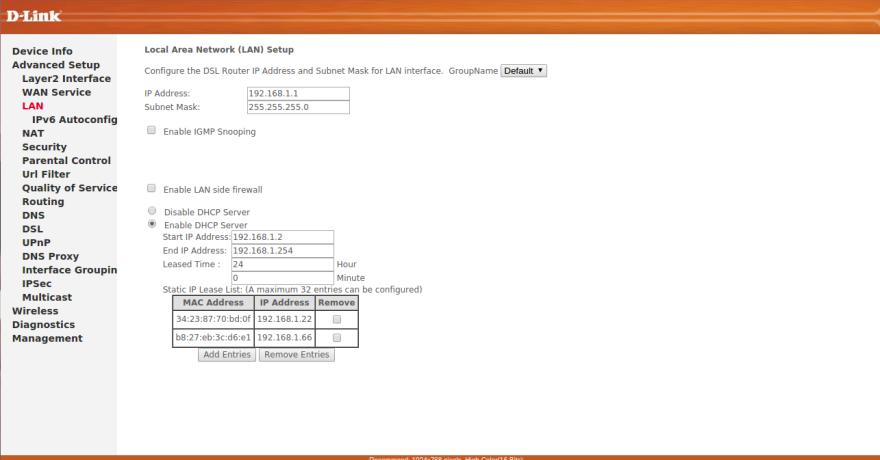 D-Link
Device Info
Advanced Setup
Layer2 Interface
WAN Service
LAN
IPv6 Autoconfig
NAT
Security
Parental Control
Url Filter
Quality of Service
Routing
DNS
DSL
UPnP
DNS Proxy
Interface Groupin
IPSec
Multicast
Wireless
Diagnostics
Management
Local Area Network (LAN) Setup
Configure the DSL Router IP Address and Subnet Mask for LAN interface. GroupName Default
IP Address: 192.168.1.1
Subnet Mask: 255.255.255.0
Enable IGMP Snooping
Enable LAN side firewall
Disable DHCP Server
Enable DHCP Server
Start IP Address: 192.168.1.2
End IP Address: 192.168.1.254
Leased Time : 24 Hour
0 Minute
Static IP Lease List: (A maximum 32 entries can be configured)
MAC Address IP Address Remove
34:23:87:70:bd:0f 192.168.1.22
b8:27:eb:3c:d6:e1 192.168.1.66
Add Entries Remove Entries
Recommend: 1024x768 pixels, High Color(16 Bits)